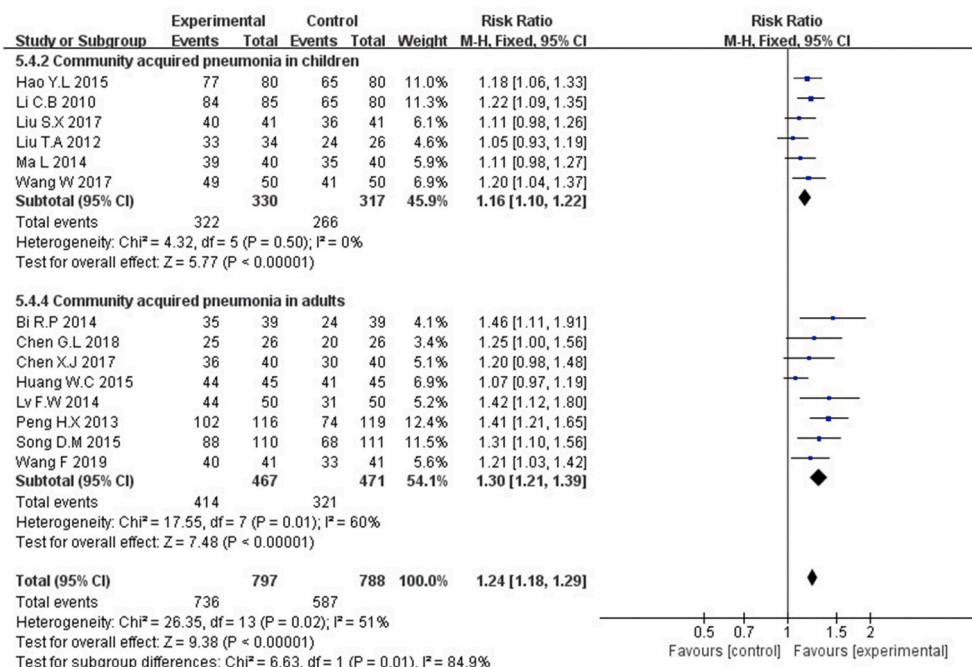 Experimental Control Risk Ratio Risk Ratio
Study or Subgroup Events Total Events Total Weight M-H, Fixed, 95% CI M-H, Fixed, 95% CI
5.4.2 Community acquired pneumonia in children
Hao Y.L 2015 77 80 65 80 11.0% 1.18 [1.06, 1.33]
Li C.B 2010 84 85 65 80 11.3% 1.22 [1.09, 1.35]
Liu S.X 2017 40 41 36 41 6.1% 1.11 [0.98, 1.26]
Liu T.A 2012 33 34 24 26 4.6% 1.05 [0.93, 1.19]
Ma L 2014 39 40 35 40 5.9% 1.11 [0.98, 1.27]
Wang W 2017 49 50 41 50 6.9% 1.20 [1.04, 1.37]
Subtotal (95% CI) 330 317 45.9% 1.16 [1.10, 1.22]
Total events 322 266
Heterogeneity: Chi² = 4.32, df = 5 (P = 0.50); I² = 0%
Test for overall effect: Z = 5.77 (P < 0.00001)
5.4.4 Community acquired pneumonia in adults
Bi R.P 2014 35 39 24 39 4.1% 1.46 [1.11, 1.91]
Chen G.L 2018 25 26 20 26 3.4% 1.25 [1.00, 1.56]
Chen X.J 2017 36 40 30 40 5.1% 1.20 [0.98, 1.48]
Huang W.C 2015 44 45 41 45 6.9% 1.07 [0.97, 1.19]
Lv F.W 2014 44 50 31 50 5.2% 1.42 [1.12, 1.80]
Peng H.X 2013 102 116 74 119 12.4% 1.41 [1.21, 1.65]
Song D.M 2015 88 110 68 111 11.5% 1.31 [1.10, 1.56]
Wang F 2019 40 41 33 41 5.6% 1.21 [1.03, 1.42]
Subtotal (95% CI) 467 471 54.1% 1.30 [1.21, 1.39]
Total events 414 321
Heterogeneity: Chi² = 17.55, df = 7 (P = 0.01); I² = 60%
Test for overall effect: Z = 7.48 (P < 0.00001)
Total (95% CI) 797 788 100.0% 1.24 [1.18, 1.29]
Total events 736 587
Heterogeneity: Chi² = 26.35, df = 13 (P = 0.02); I² = 51%
Test for overall effect: Z = 9.38 (P < 0.00001)
Test for subgroup differences: Chi² = 6.63, df = 1 (P = 0.01), I² = 84.9%
0.5 0.7 1 1.5 2
Favours [control] Favours [experimental]